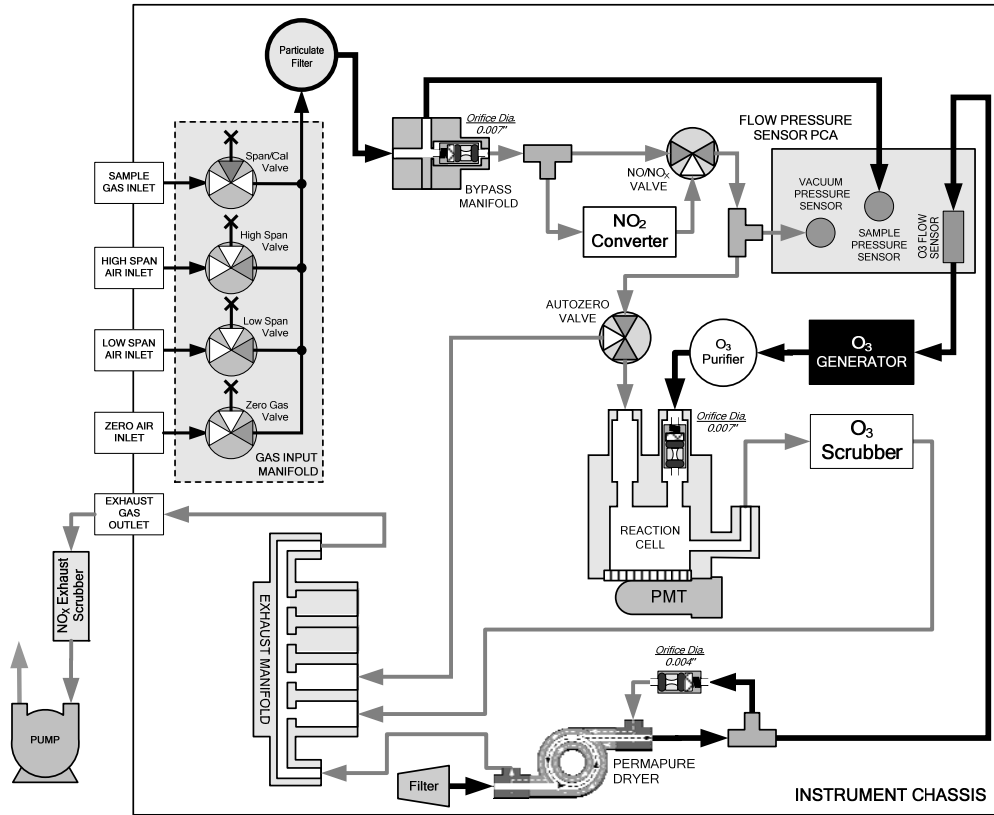 Particulate
Filter
Orifice Dia.
0.007"
FLOW PRESSURE
SENSOR PCA
Span/Cal
Valve
SAMPLE
GAS INLET
BYPASS
MANIFOLD
NO/NOX
VALVE
VACUUM
PRESSURE
SENSOR
SAMPLE
PRESSURE
SENSOR
O3 FLOW
SENSOR
NO2
Converter
High Span
Valve
HIGH SPAN
AIR INLET
AUTOZERO
VALVE
Low Span
Valve
LOW SPAN
AIR INLET
O3
Purifier
O3
GENERATOR
Zero Gas
Valve
ZERO AIR
INLET
GAS INPUT
MANIFOLD
Orifice Dia.
0.007"
O3
Scrubber
EXHAUST
GAS
OUTLET
REACTION
CELL
PMT
NOX Exhaust
Scrubber
EXHAUST MANIFOLD
Orifice Dia.
0.004"
PUMP
PERMAPURE
DRYER
Filter
INSTRUMENT CHASSIS